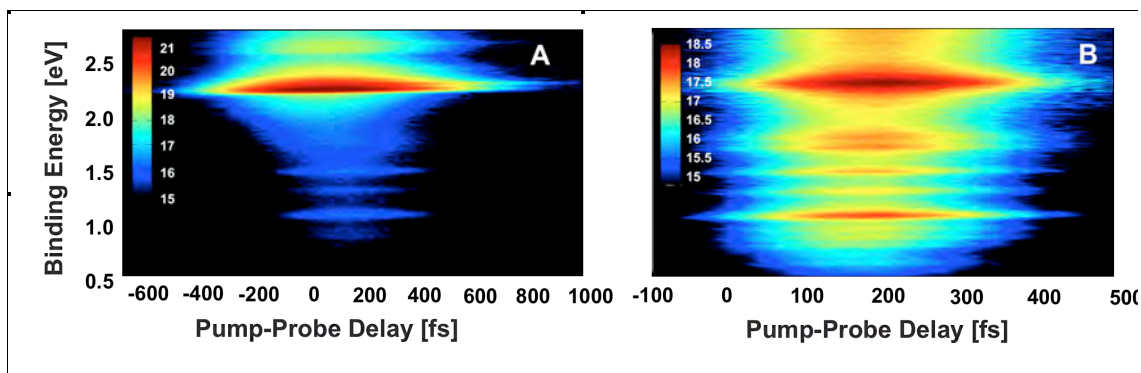 A
B
21
20
19
18
17
16
15
18.5
18
17.5
17
16.5
16
15.5
15
Binding Energy [eV]
2.5
2.0
1.5
1.0
0.5
-600 -400 -200 0 200 400 600 800 1000
-100 0 100 200 300 400 500
Pump-Probe Delay [fs]
Pump-Probe Delay [fs]